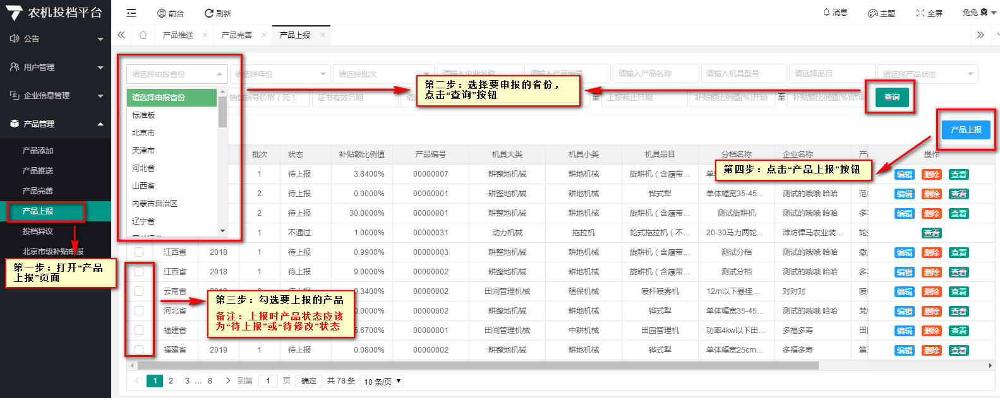 农机投档平台
前台
刷新
消息
主题
全屏
兔兔
公告
用户管理
企业信息管理
产品管理
产品添加
产品推送
产品完善
产品上报
投档异议
北京市级补贴申报
第一步：打开“产品
上报”页面
产品推送
产品完善
产品上报
请选择申报省份
请选择年份
请选择批次
请输入企业名称
请输入产品编号
请输入产品名称
请输入机具型号
请选择品目
请选择产品状态
销售指导价格（元）
证书有效日期
至
上报截止日期
补贴额比例值(%)开始
至
补贴额比例值(%)结束
查询
请选择申报省份
标准版
北京市
天津市
河北省
山西省
内蒙古自治区
辽宁省
第二步：选择要申报的省份，
点击“查询”按钮
产品上报
第四步：点击“产品上报”按钮
批次 状态 补贴额比例值 产品编号 机具大类 机具小类 机具品目 分档名称 企业名称 操作
1 待上报 3.8400% 00000007 耕整地机械 耕地机械 旋耕机（含履带... 编辑 删除 查看
2 待上报 0.0000% 00000001 耕整地机械 耕地机械 铧式犁 单体幅宽35-45... 测试的哦哦 哈哈 编辑 删除 查看
2 待上报 30.0000% 00000001 耕整地机械 耕地机械 旋耕机（含履带... 测试旋耕机 测试的哦哦 哈哈 多 编辑 删除 查看
1 不通过 1.0000% 00000031 动力机械 拖拉机 轮式拖拉机（不... 20-30马力两轮... 潍坊悍马农业装... 轮 查看
江西省 2018 1 待上报 0.9900% 00000003 耕整地机械 耕地机械 旋耕机（含履带... 测试分档 测试的哦哦 哈哈 撒 编辑 删除 查看
江西省 2018 1 待上报 9.0000% 00000002 耕整地机械 耕地机械 旋耕机（含履带... 测试分档 测试的哦哦 哈哈 多 编辑 删除 查看
云南省 0.3400% 00000002 田间管理机械 植保机械 喷杆喷雾机 12m以下悬挂... 对对对 喷 编辑 删除 查看
河北省 0.0000% 00000002 耕整地机械 耕地机械 铧式犁 单体幅宽35-45... 测试的哦哦 哈哈 梵 编辑 删除 查看
福建省 5.6700% 00000001 田间管理机械 中耕机械 田园管理机 功率4kw以下田... 多福多寿 田 编辑 删除 查看
福建省 2019 1 待上报 0.0800% 00000002 耕整地机械 耕地机械 铧式犁 单体幅宽25cm... 多福多寿 第 编辑 删除 查看
第三步：勾选要上报的产品
备注：上报时产品状态应该
为“待上报”或“待修改”状态
1 2 3 ... 8 到第 1 页 确定 共 78 条 10 条/页